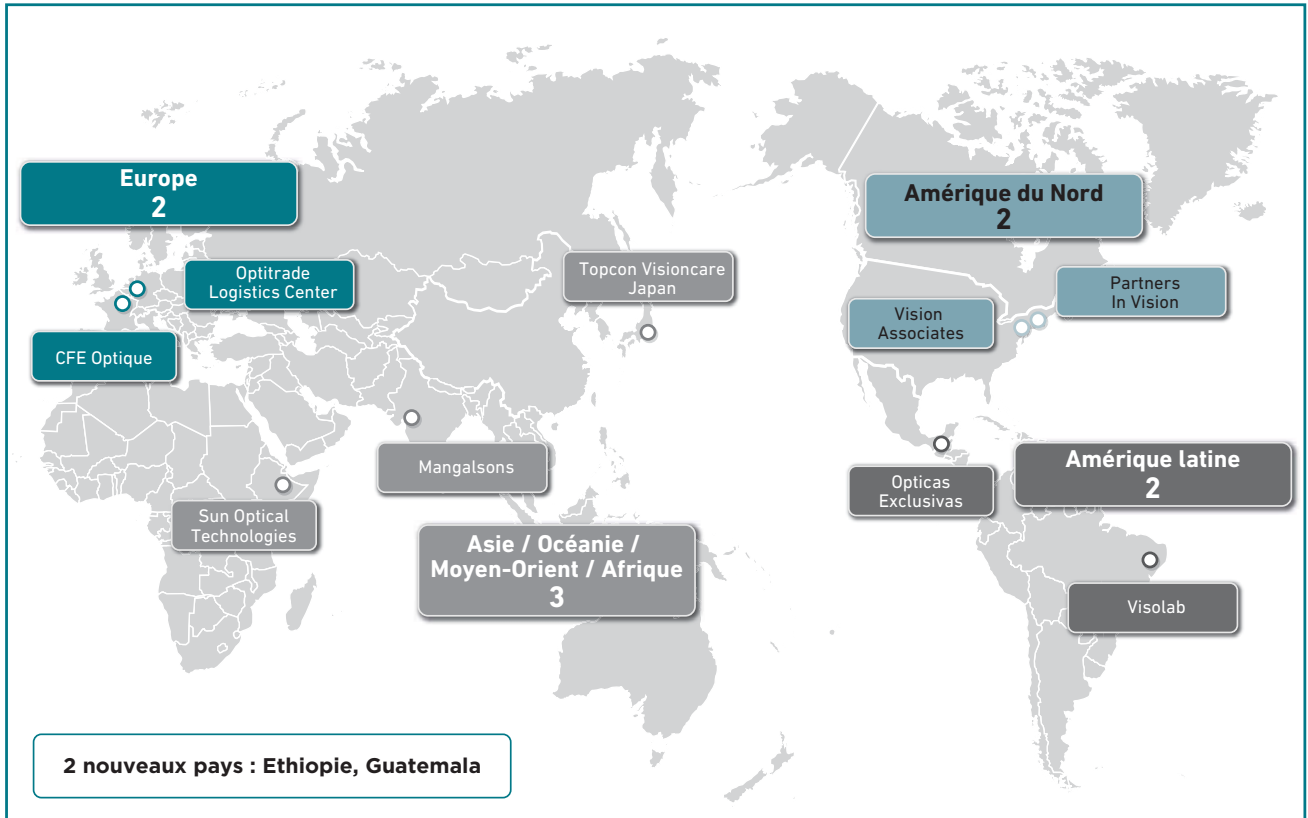 Europe
2
Optitrade
Logistics Center
CFE Optique
Topcon Visioncare
Japan
Mangalsons
Sun Optical
Technologies
Asie / Océanie /
Moyen-Orient / Afrique
3
Amérique du Nord
2
Partners
In Vision
Vision
Associates
Amérique latine
2
Opticas
Exclusivas
Visolab
2 nouveaux pays : Ethiopie, Guatemala